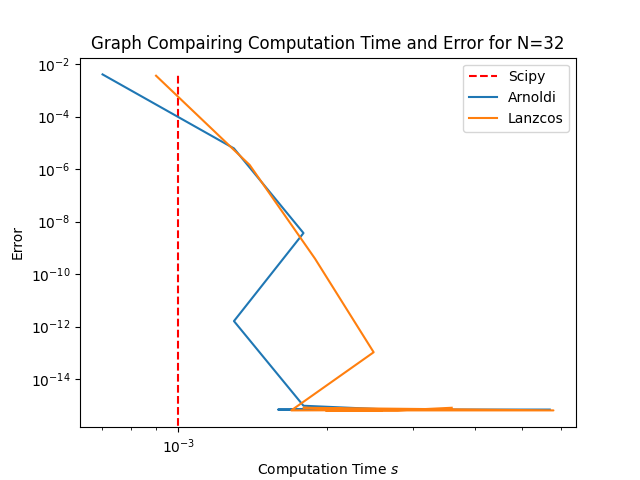 Graph Compairing Computation Time and Error for N=32
Scipy
Arnoldi
Lanzcos
Error
10⁻²
10⁻⁴
10⁻⁶
10⁻⁸
10⁻¹⁰
10⁻¹²
10⁻¹⁴
10⁻³
Computation Time s